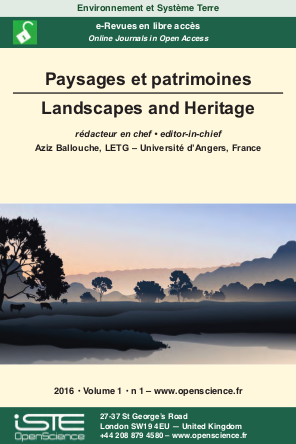 Environnement et Système Terre
e-Revues en libre accès
Online Journals in Open Access
Paysages et patrimoines
Landscapes and Heritage
rédacteur en chef • editor-in-chief
Aziz Ballouche, LETG – Université d'Angers, France
2016 • Volume 1 • n 1 – www.openscience.fr
iSTE
OpenScience
27-37 St George's Road
London SW19 4EU — United Kingdom
+44 208 879 4580 – www.openscience.fr